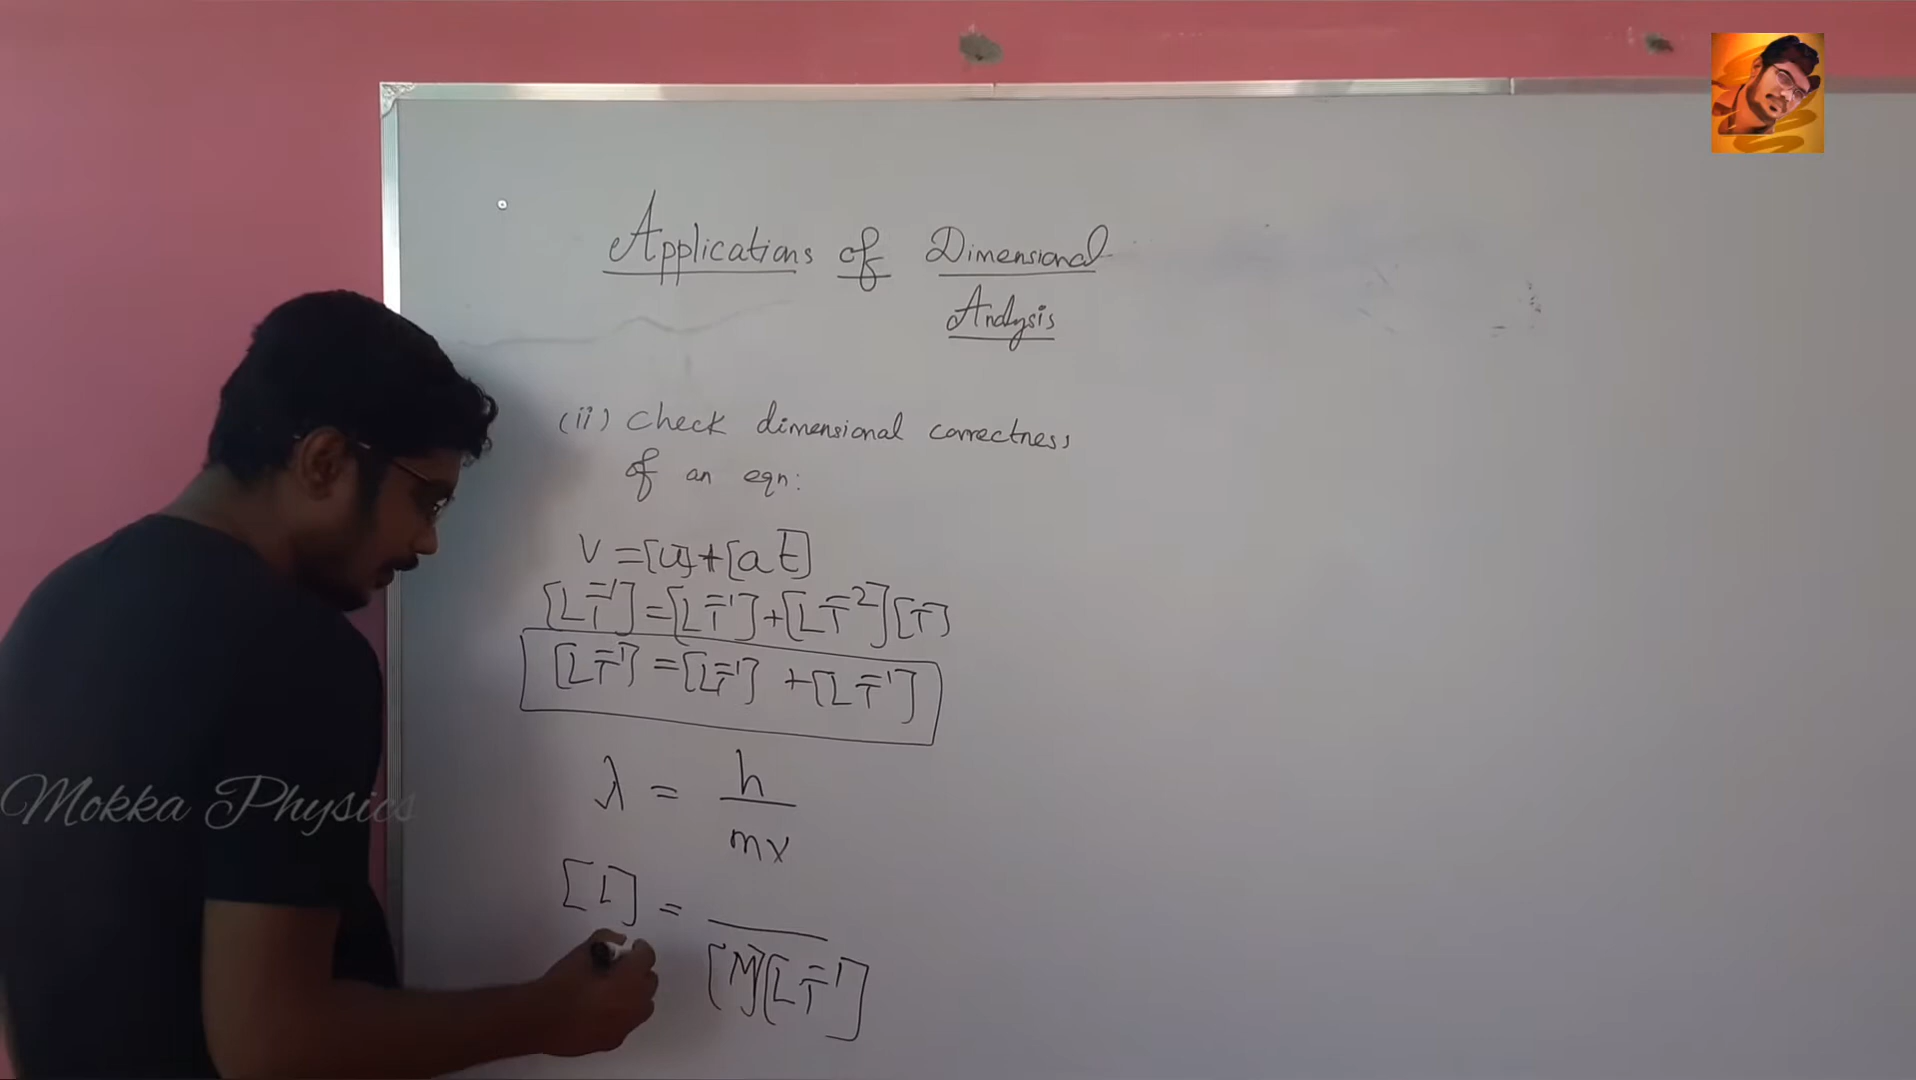 Applications of Dimensional
Analysis
(ii) Check dimensional correctness
of an eqn:
V = [u] + [a t]
[LT⁻¹] = [LT⁻¹] + [LT⁻²][T]
[LT⁻¹] = [LT⁻¹] + [LT⁻¹]
λ = h
mv
[L] =
[M][LT⁻¹]
Mokka Physics